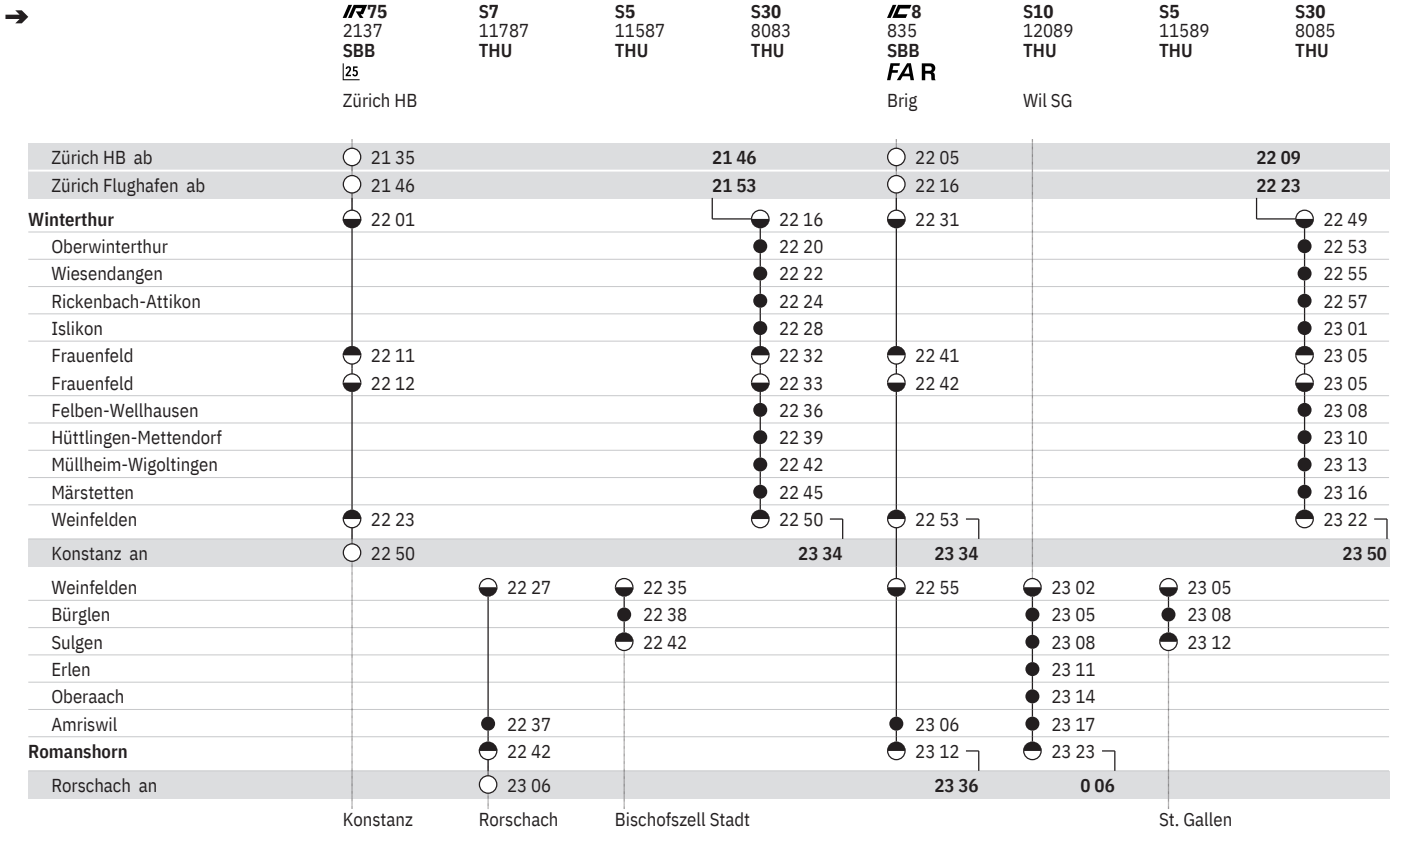 ➔ IR75 S7 S5 S30 IC8 S10 S5 S30
2137 11787 11587 8083 835 12089 11589 8085
SBB THU THU THU SBB THU THU THU
25 FA R
Zürich HB Brig Wil SG
Zürich HB ab 21 35 21 46 22 05 22 09
Zürich Flughafen ab 21 46 21 53 22 16 22 23
Winterthur 22 01 22 16 22 31 22 49
Oberwinterthur 22 20 22 53
Wiesendangen 22 22 22 55
Rickenbach-Attikon 22 24 22 57
Islikon 22 28 23 01
Frauenfeld 22 11 22 32 22 41 23 05
Frauenfeld 22 12 22 33 22 42 23 05
Felben-Wellhausen 22 36 23 08
Hüttlingen-Mettendorf 22 39 23 10
Müllheim-Wigoltingen 22 42 23 13
Märstetten 22 45 23 16
Weinfelden 22 23 22 50 22 53 23 22
Konstanz an 22 50 23 34 23 34 23 50
Weinfelden 22 27 22 35 22 55 23 02 23 05
Bürglen 22 38 23 05 23 08
Sulgen 22 42 23 08 23 12
Erlen 23 11
Oberaach 23 14
Amriswil 22 37 23 06 23 17
Romanshorn 22 42 23 12 23 23
Rorschach an 23 06 23 36 0 06
Konstanz Rorschach Bischofszell Stadt St. Gallen